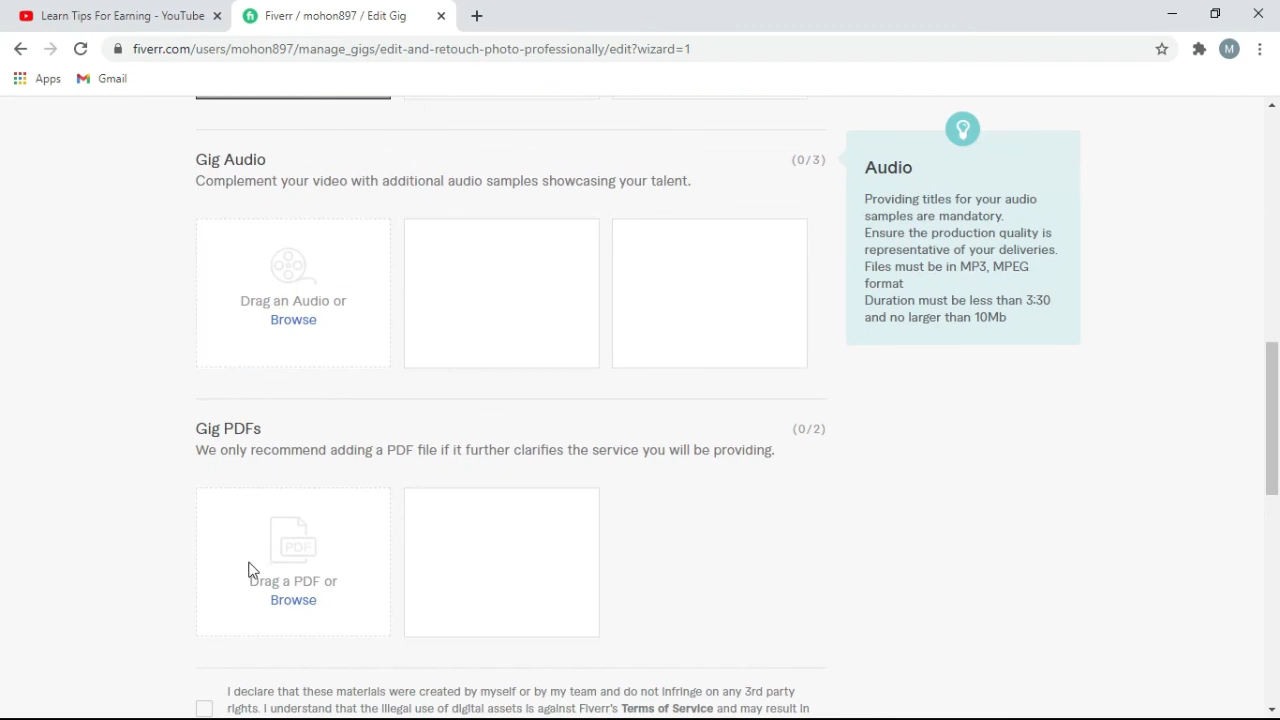 Learn Tips For Earning - YouTube
Fiverr / mohon897 / Edit Gig
fiverr.com/users/mohon897/manage_gigs/edit-and-retouch-photo-professionally/edit?wizard=1
M
Apps
Gmail
Gig Audio
(0/3)
Complement your video with additional audio samples showcasing your talent.
Drag an Audio or
Browse
Audio
Providing titles for your audio
samples are mandatory.
Ensure the production quality is
representative of your deliveries.
Files must be in MP3, MPEG
format
Duration must be less than 3:30
and no larger than 10Mb
Gig PDFs
(0/2)
We only recommend adding a PDF file if it further clarifies the service you will be providing.
PDF
Drag a PDF or
Browse
I declare that these materials were created by myself or by my team and do not infringe on any 3rd party
rights. I understand that the illegal use of digital assets is against Fiverr's Terms of Service and may result in